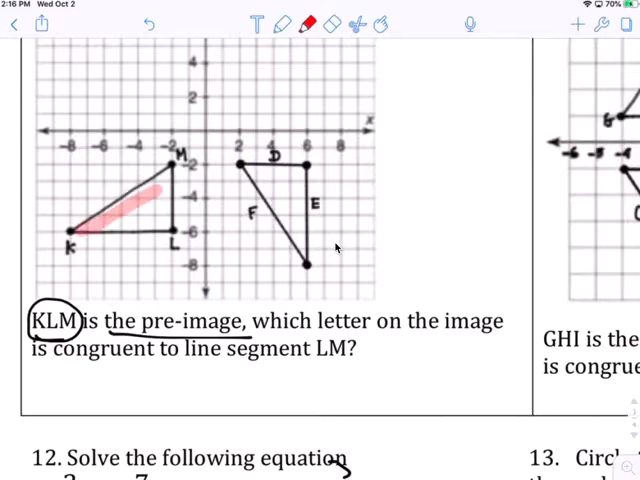 2:16 PM Wed Oct 2
70%
4
2
x
-8 -6 -4 -2 2 4 6 8
-2
-4
-6
-8
M
K
L
D
E
F
G
-6 -5 -4
KLM is the pre-image, which letter on the image
is congruent to line segment LM?
GHI is the
is congrue
12. Solve the following equation
13. Circ